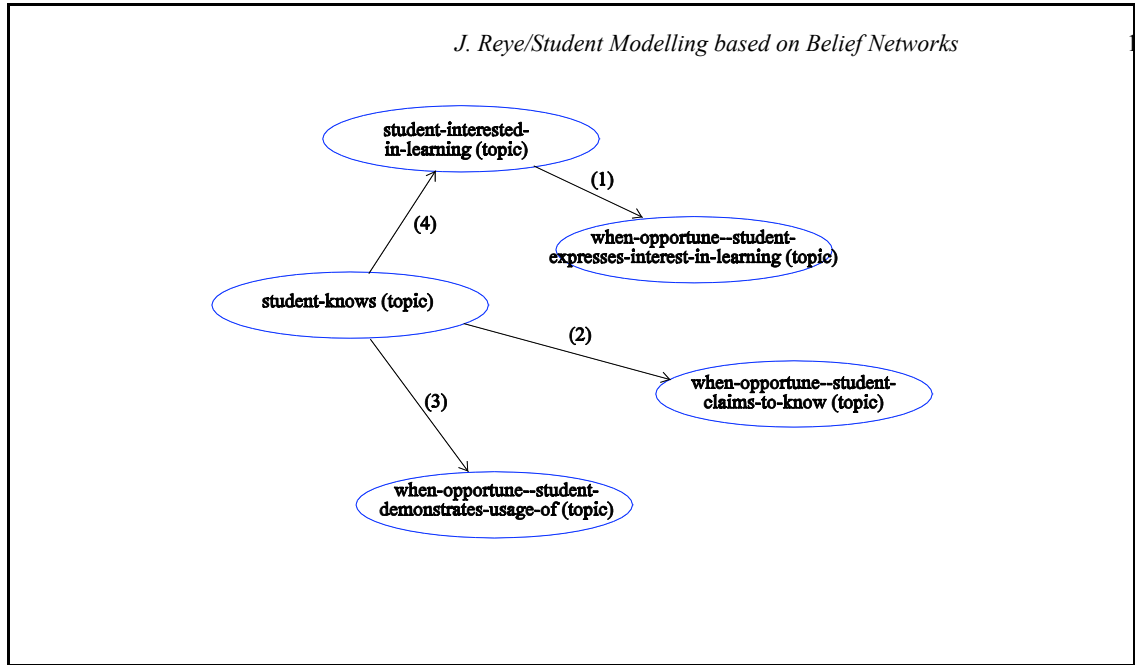 J. Reye/Student Modelling based on Belief Networks
student-interested-
in-learning (topic)
(1)
(4)
when-opportune--student-
expresses-interest-in-learning (topic)
student-knows (topic)
(2)
when-opportune--student-
claims-to-know (topic)
(3)
when-opportune--student-
demonstrates-usage-of (topic)